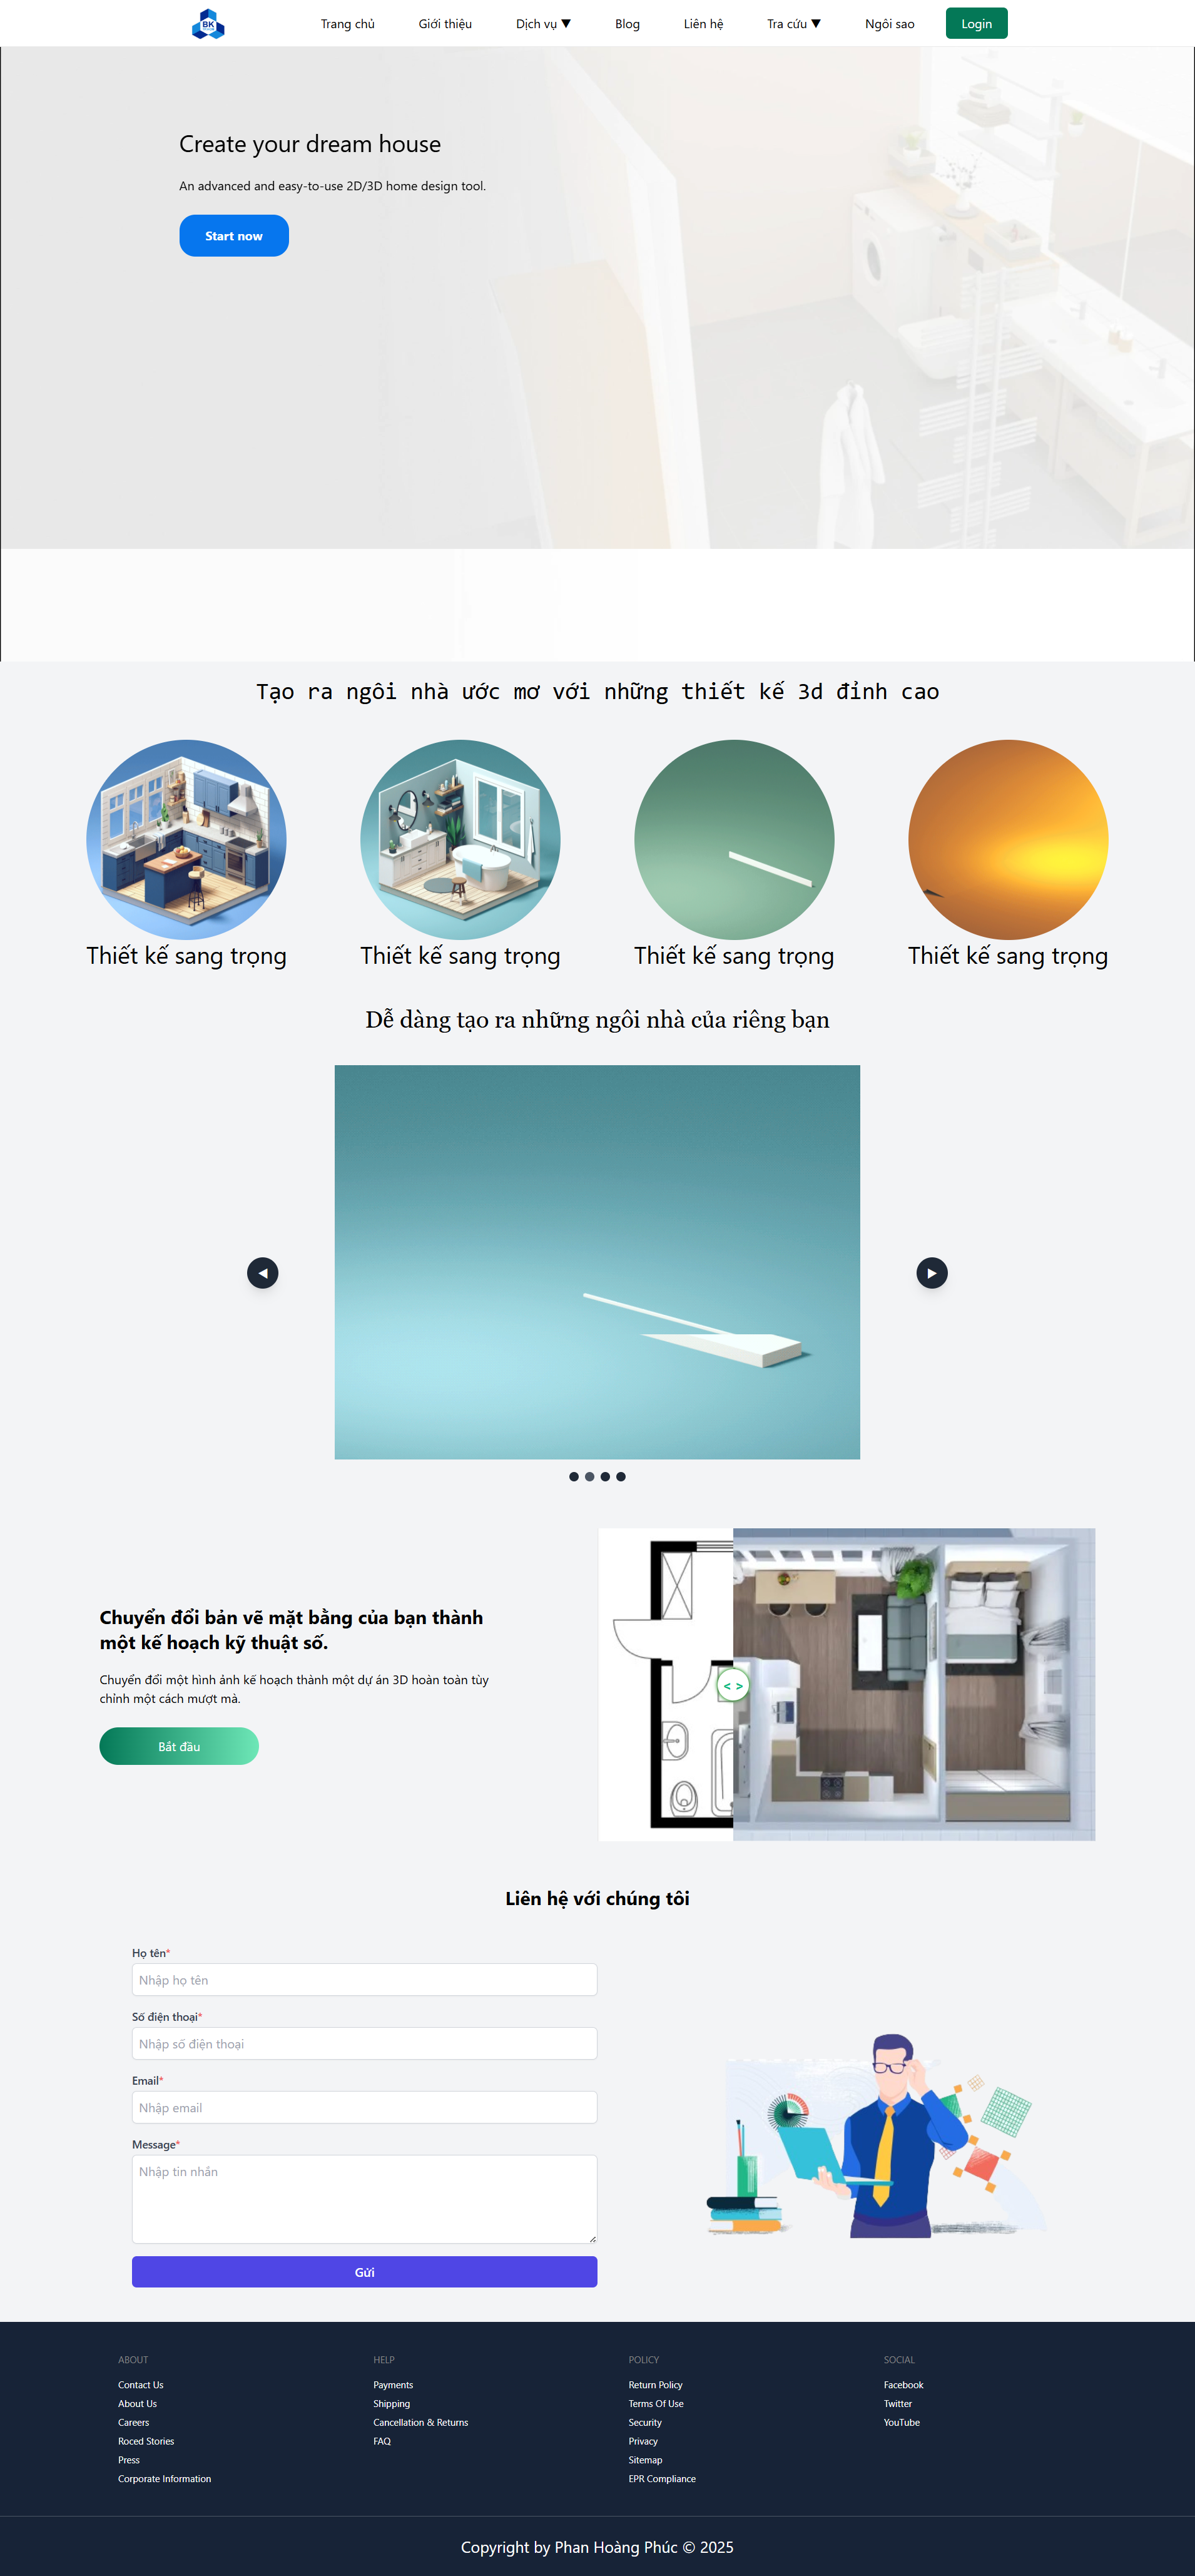 BK
Trang chủ
Giới thiệu
Dịch vụ ▼
Blog
Liên hệ
Tra cứu ▼
Ngôi sao
Login
Create your dream house
An advanced and easy-to-use 2D/3D home design tool.
Start now
Tạo ra ngôi nhà ước mơ với những thiết kế 3d đỉnh cao
Thiết kế sang trọng
Thiết kế sang trọng
Thiết kế sang trọng
Thiết kế sang trọng
Dễ dàng tạo ra những ngôi nhà của riêng bạn
Chuyển đổi bản vẽ mặt bằng của bạn thành
một kế hoạch kỹ thuật số.
Chuyển đổi một hình ảnh kế hoạch thành một dự án 3D hoàn toàn tùy
chỉnh một cách mượt mà.
Bắt đầu
< >
Liên hệ với chúng tôi
Họ tên*
Nhập họ tên
Số điện thoại*
Nhập số điện thoại
Email*
Nhập email
Message*
Nhập tin nhắn
Gửi
ABOUT
Contact Us
About Us
Careers
Roced Stories
Press
Corporate Information
HELP
Payments
Shipping
Cancellation & Returns
FAQ
POLICY
Return Policy
Terms Of Use
Security
Privacy
Sitemap
EPR Compliance
SOCIAL
Facebook
Twitter
YouTube
Copyright by Phan Hoàng Phúc © 2025